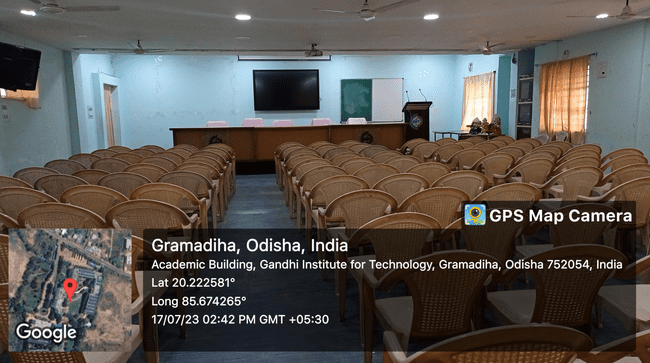 GPS Map Camera
Gramadiha, Odisha, India
Academic Building, Gandhi Institute for Technology, Gramadiha, Odisha 752054, India
Lat 20.222581°
Long 85.674265°
17/07/23 02:42 PM GMT +05:30
Google